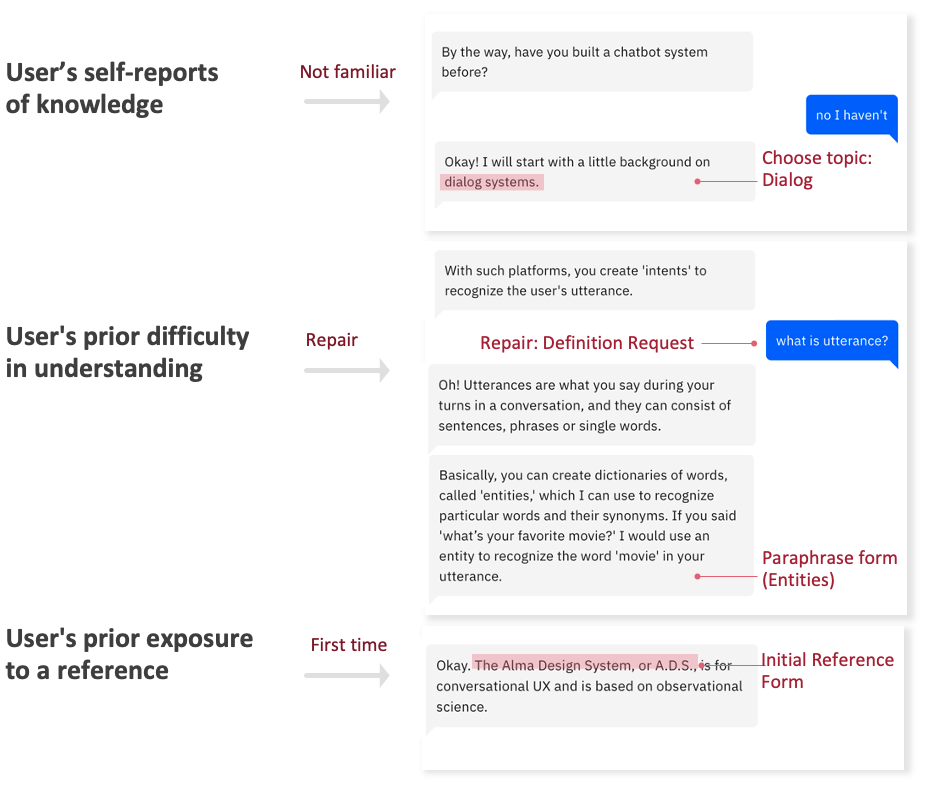 User’s self-reports
of knowledge
Not familiar
By the way, have you built a chatbot system
before?
no I haven't
Okay! I will start with a little background on
dialog systems.
Choose topic:
Dialog
User's prior difficulty
in understanding
Repair
With such platforms, you create 'intents' to
recognize the user's utterance.
Repair: Definition Request
what is utterance?
Oh! Utterances are what you say during your
turns in a conversation, and they can consist of
sentences, phrases or single words.
Basically, you can create dictionaries of words,
called 'entities,' which I can use to recognize
particular words and their synonyms. If you said
'what’s your favorite movie?' I would use an
entity to recognize the word 'movie' in your
utterance.
Paraphrase form
(Entities)
User's prior exposure
to a reference
First time
Okay. The Alma Design System, or A.D.S., is for
conversational UX and is based on observational
science.
Initial Reference
Form